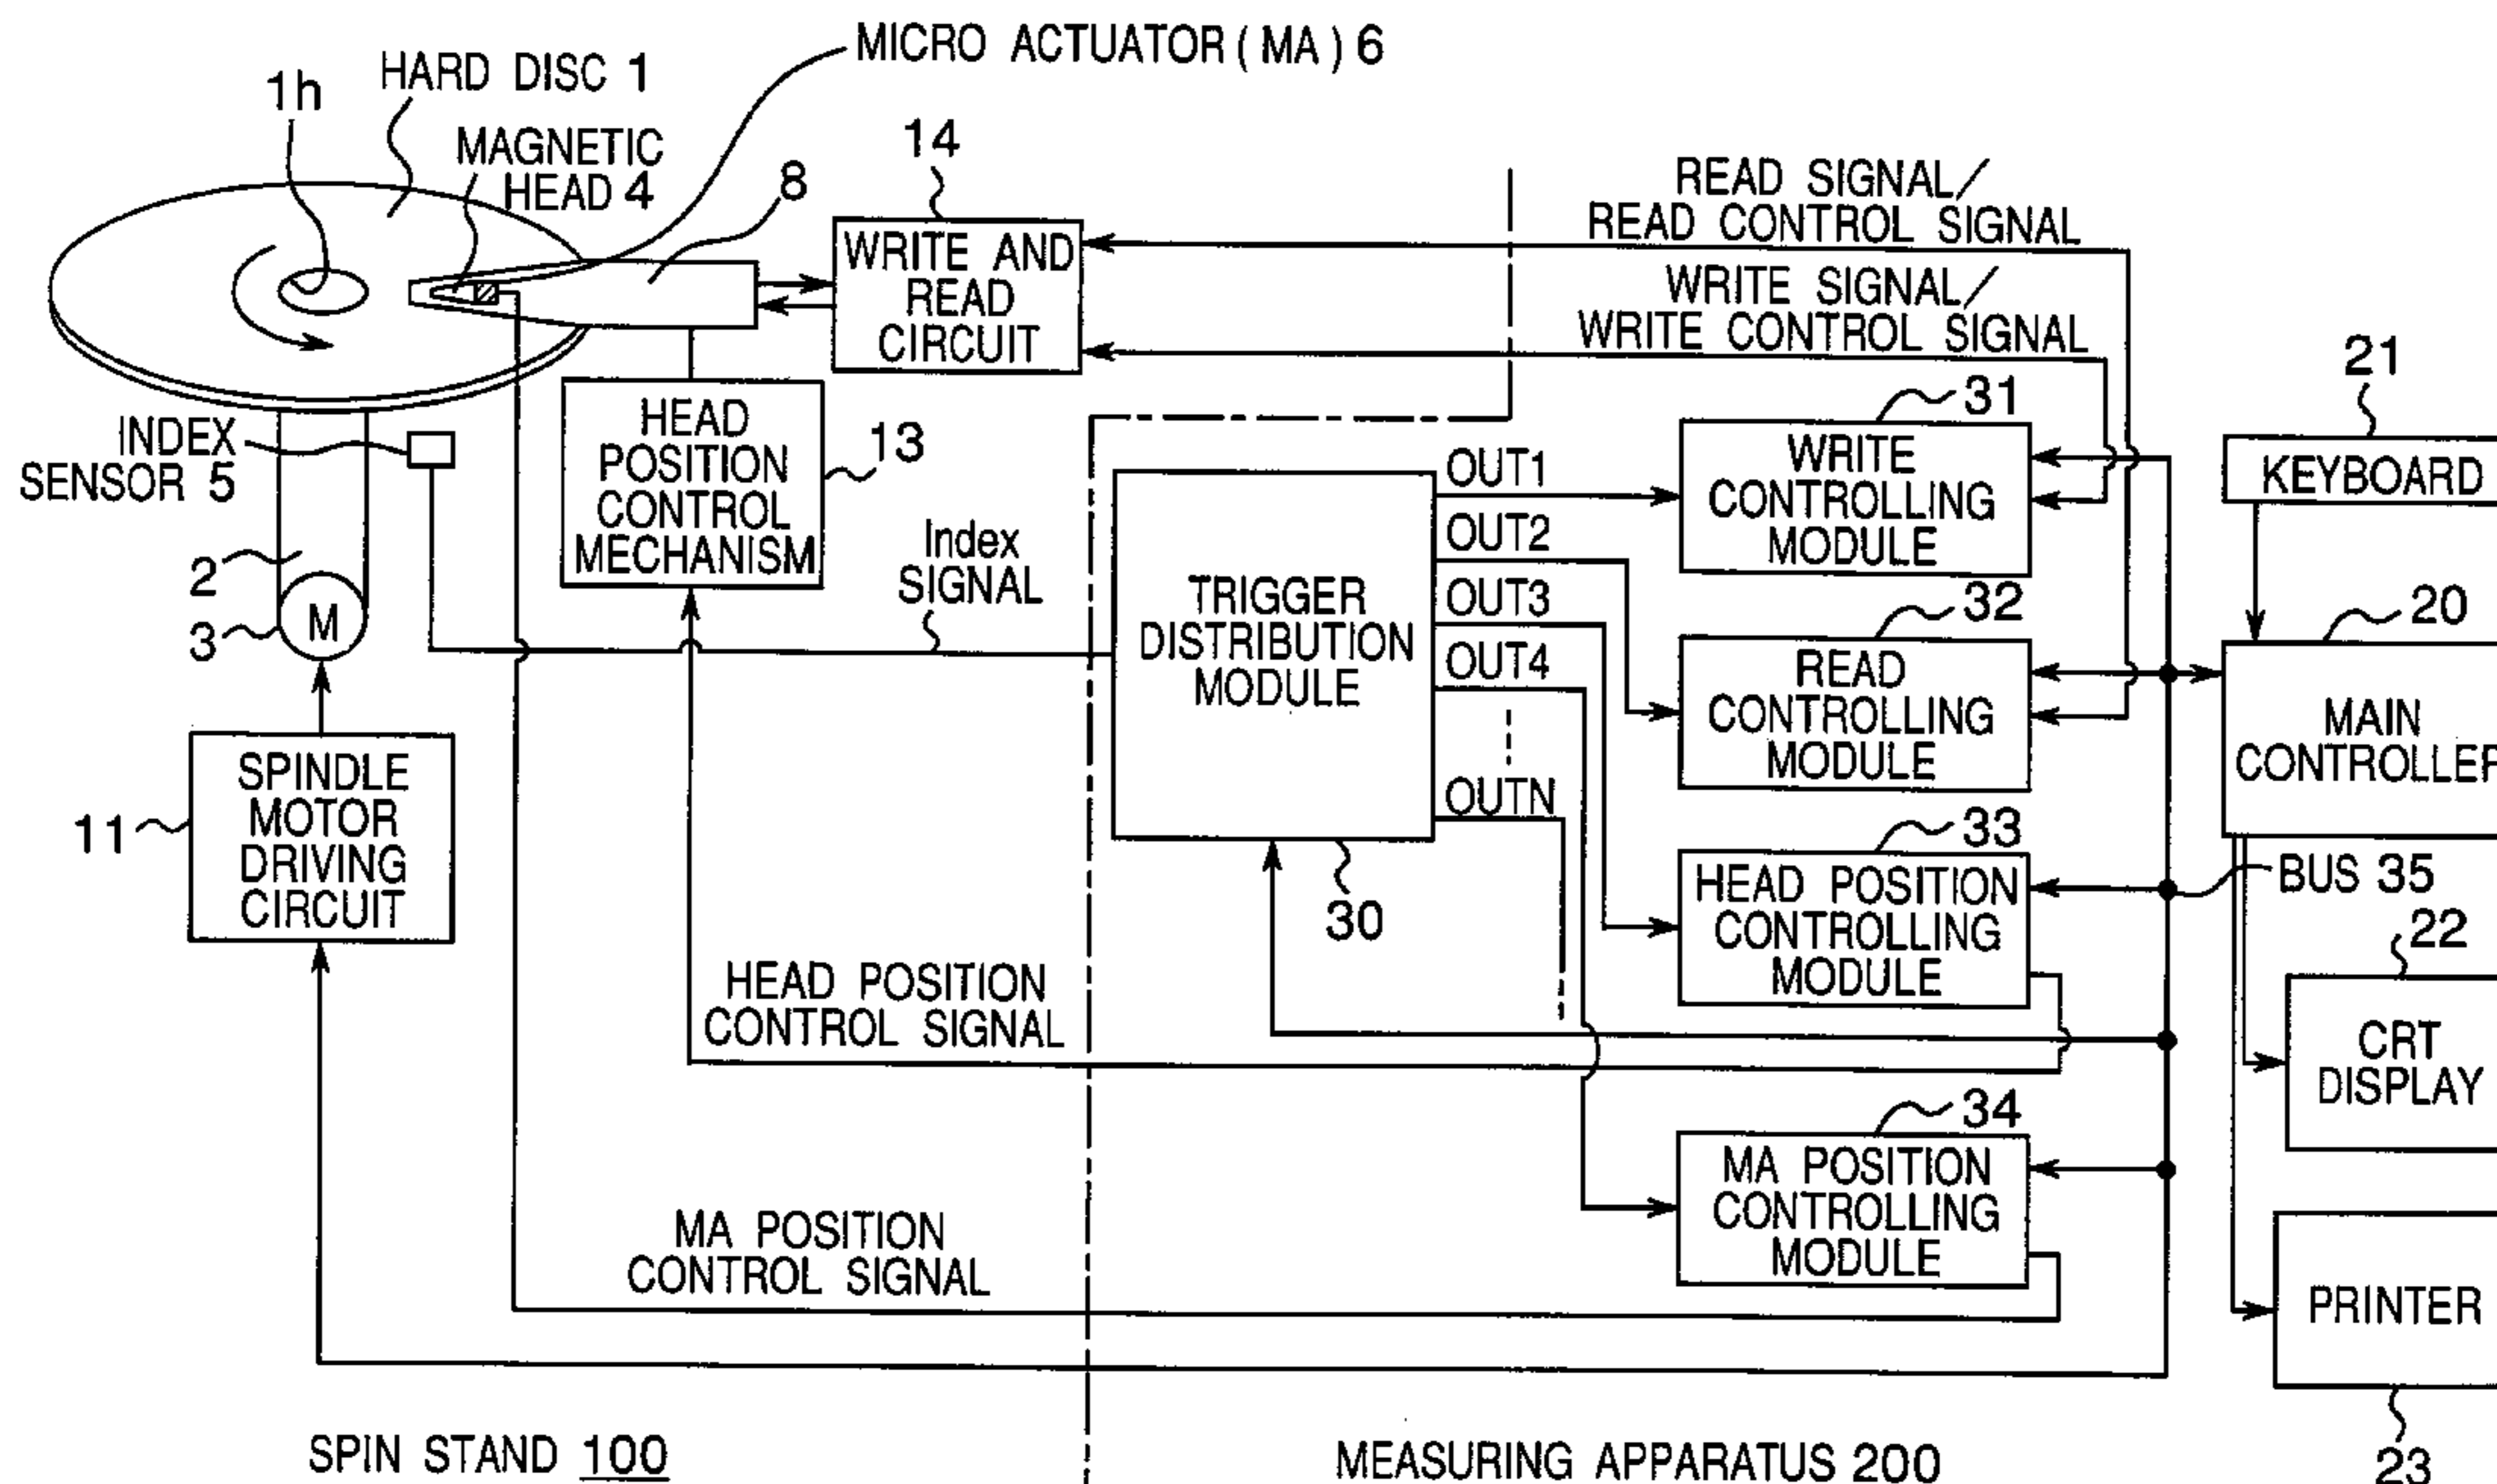 MICRO ACTUATOR (MA) 6
HARD DISC 1
1h
MAGNETIC
HEAD 4
8
14
WRITE AND
READ
CIRCUIT
READ SIGNAL/
READ CONTROL SIGNAL
WRITE SIGNAL/
WRITE CONTROL SIGNAL
INDEX
SENSOR 5
HEAD
POSITION
CONTROL
MECHANISM
13
2
3
M
Index
SIGNAL
SPINDLE
MOTOR
DRIVING
CIRCUIT
11
TRIGGER
DISTRIBUTION
MODULE
30
OUT1
OUT2
OUT3
OUT4
OUTN
31
WRITE
CONTROLLING
MODULE
32
READ
CONTROLLING
MODULE
33
HEAD POSITION
CONTROLLING
MODULE
34
MA POSITION
CONTROLLING
MODULE
21
KEYBOARD
20
MAIN
CONTROLLER
BUS 35
22
CRT
DISPLAY
PRINTER
23
HEAD POSITION
CONTROL SIGNAL
MA POSITION
CONTROL SIGNAL
SPIN STAND 100
MEASURING APPARATUS 200